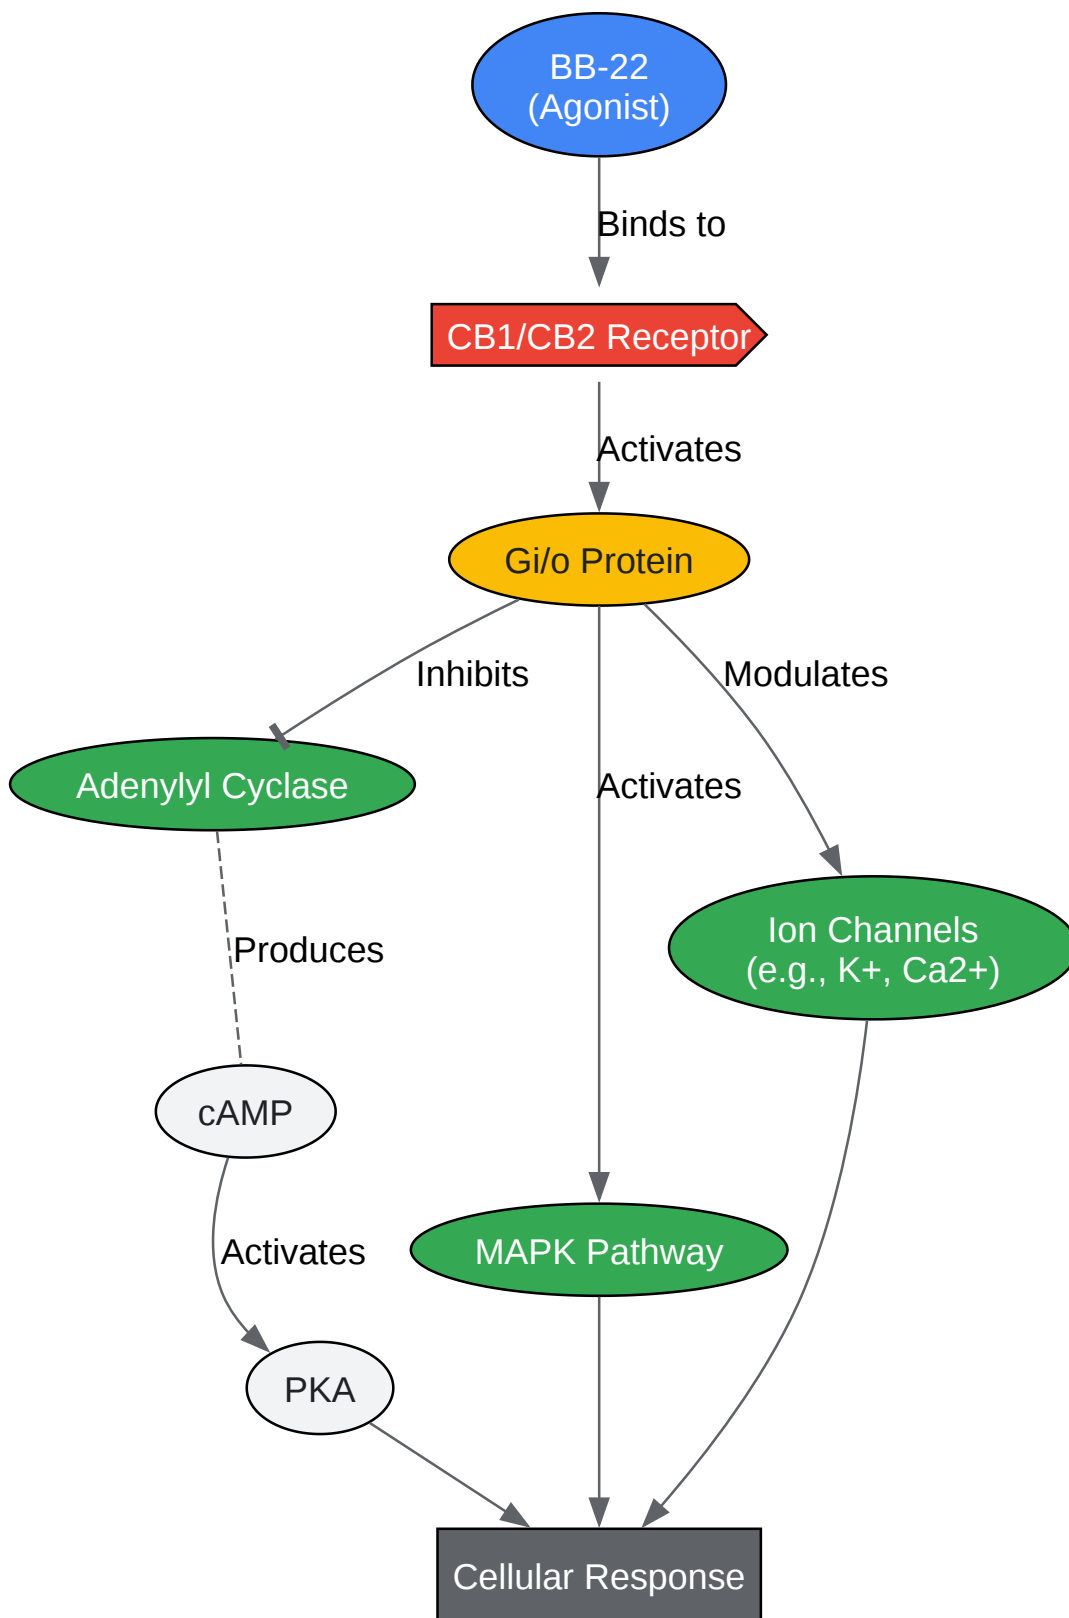 BB-22
(Agonist)
Binds to
CB1/CB2 Receptor
Activates
Gi/o Protein
Inhibits
Modulates
Adenylyl Cyclase
Activates
Ion Channels
(e.g., K+, Ca2+)
Produces
cAMP
Activates
MAPK Pathway
PKA
Cellular Response